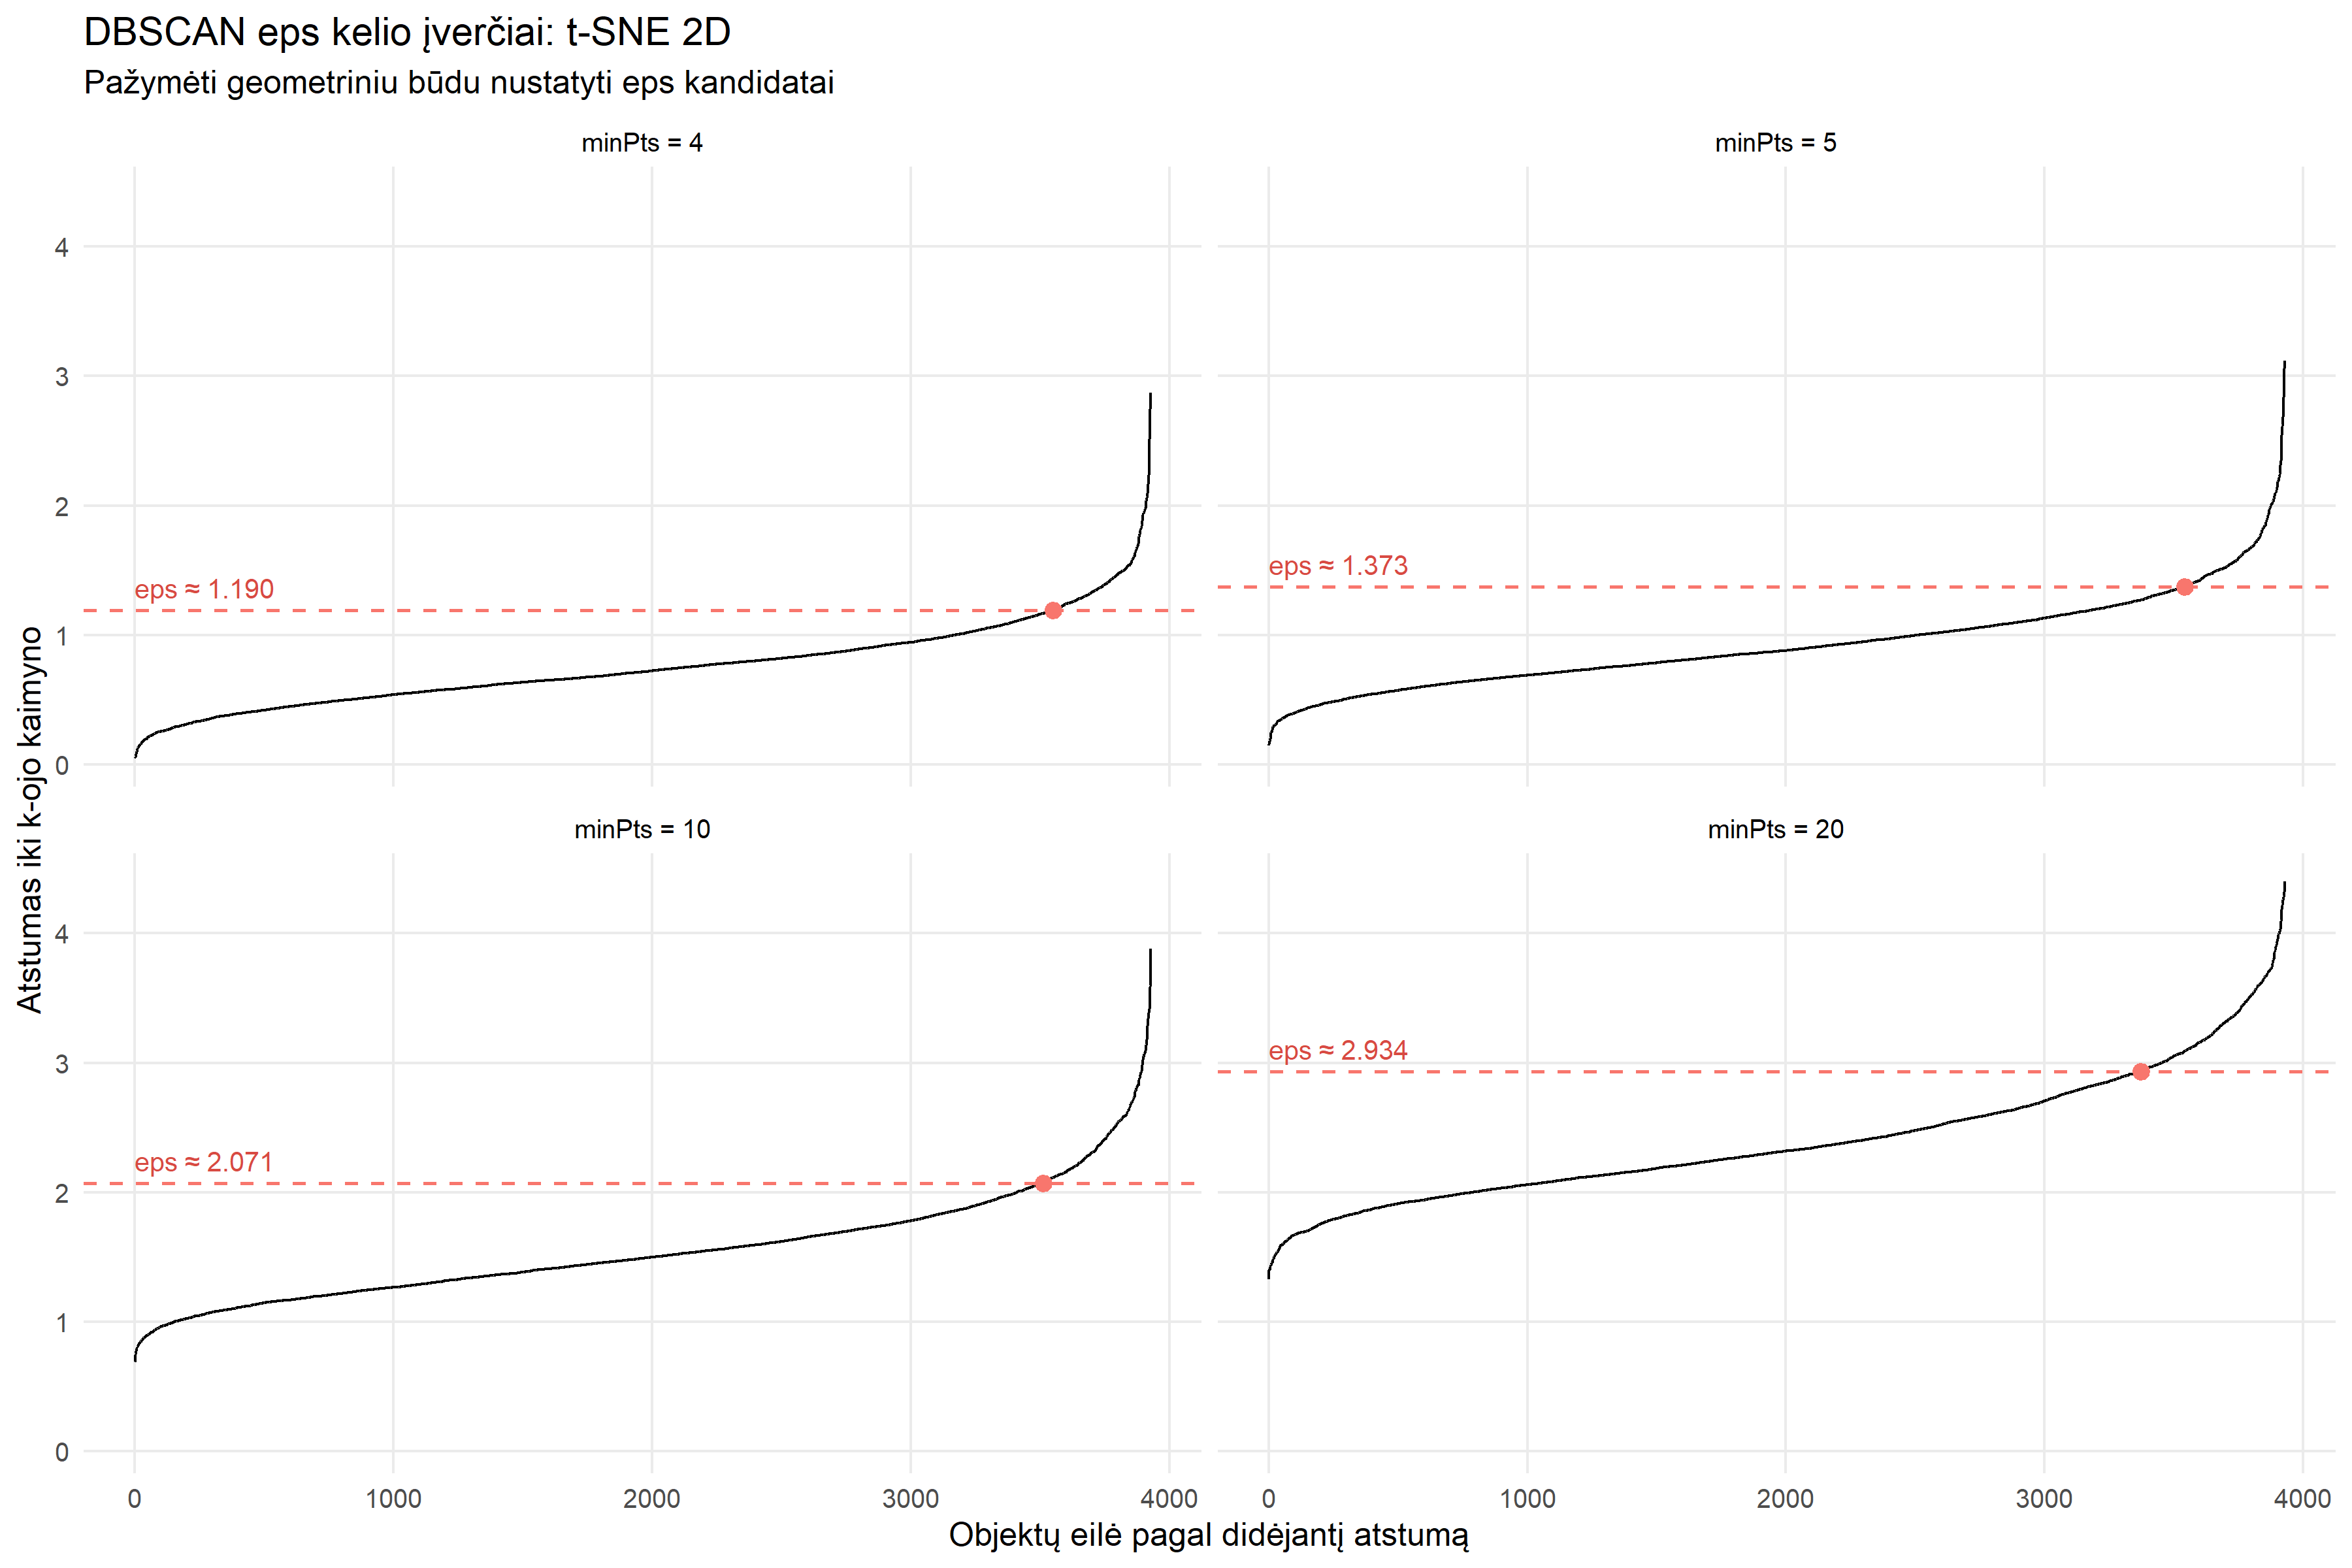 DBSCAN eps kelio įverčiai: t-SNE 2D
Pažymėti geometriniu būdu nustatyti eps kandidatai
minPts = 4
minPts = 5
4
3
2
1
0
eps ≈ 1.190
eps ≈ 1.373
Atstumas iki k-ojo kaimyno
minPts = 10
minPts = 20
4
3
2
1
0
eps ≈ 2.071
eps ≈ 2.934
0 1000 2000 3000 4000
0 1000 2000 3000 4000
Objektų eilė pagal didėjantį atstumą